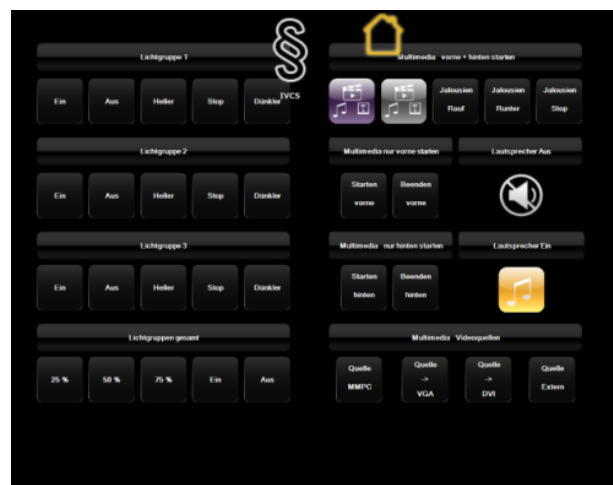 Lichtgruppe 1
Ein
Aus
Heller
Stop
Dünkler
§
IVCS
Multimedia vorne + hinten starten
Jalousien
Rauf
Jalousien
Runter
Jalousien
Stop
Lichtgruppe 2
Ein
Aus
Heller
Stop
Dünkler
Multimedia nur vorne starten
Lautsprecher Aus
Starten
vorne
Beenden
vorne
Lichtgruppe 3
Ein
Aus
Heller
Stop
Dünkler
Multimedia nur hinten starten
Lautsprecher Ein
Starten
hinten
Beenden
hinten
Lichtgruppen gesamt
25 %
50 %
75 %
Ein
Aus
Multimedia Videoquellen
Quelle
MMPC
Quelle
->
VGA
Quelle
->
DVI
Quelle
Extern